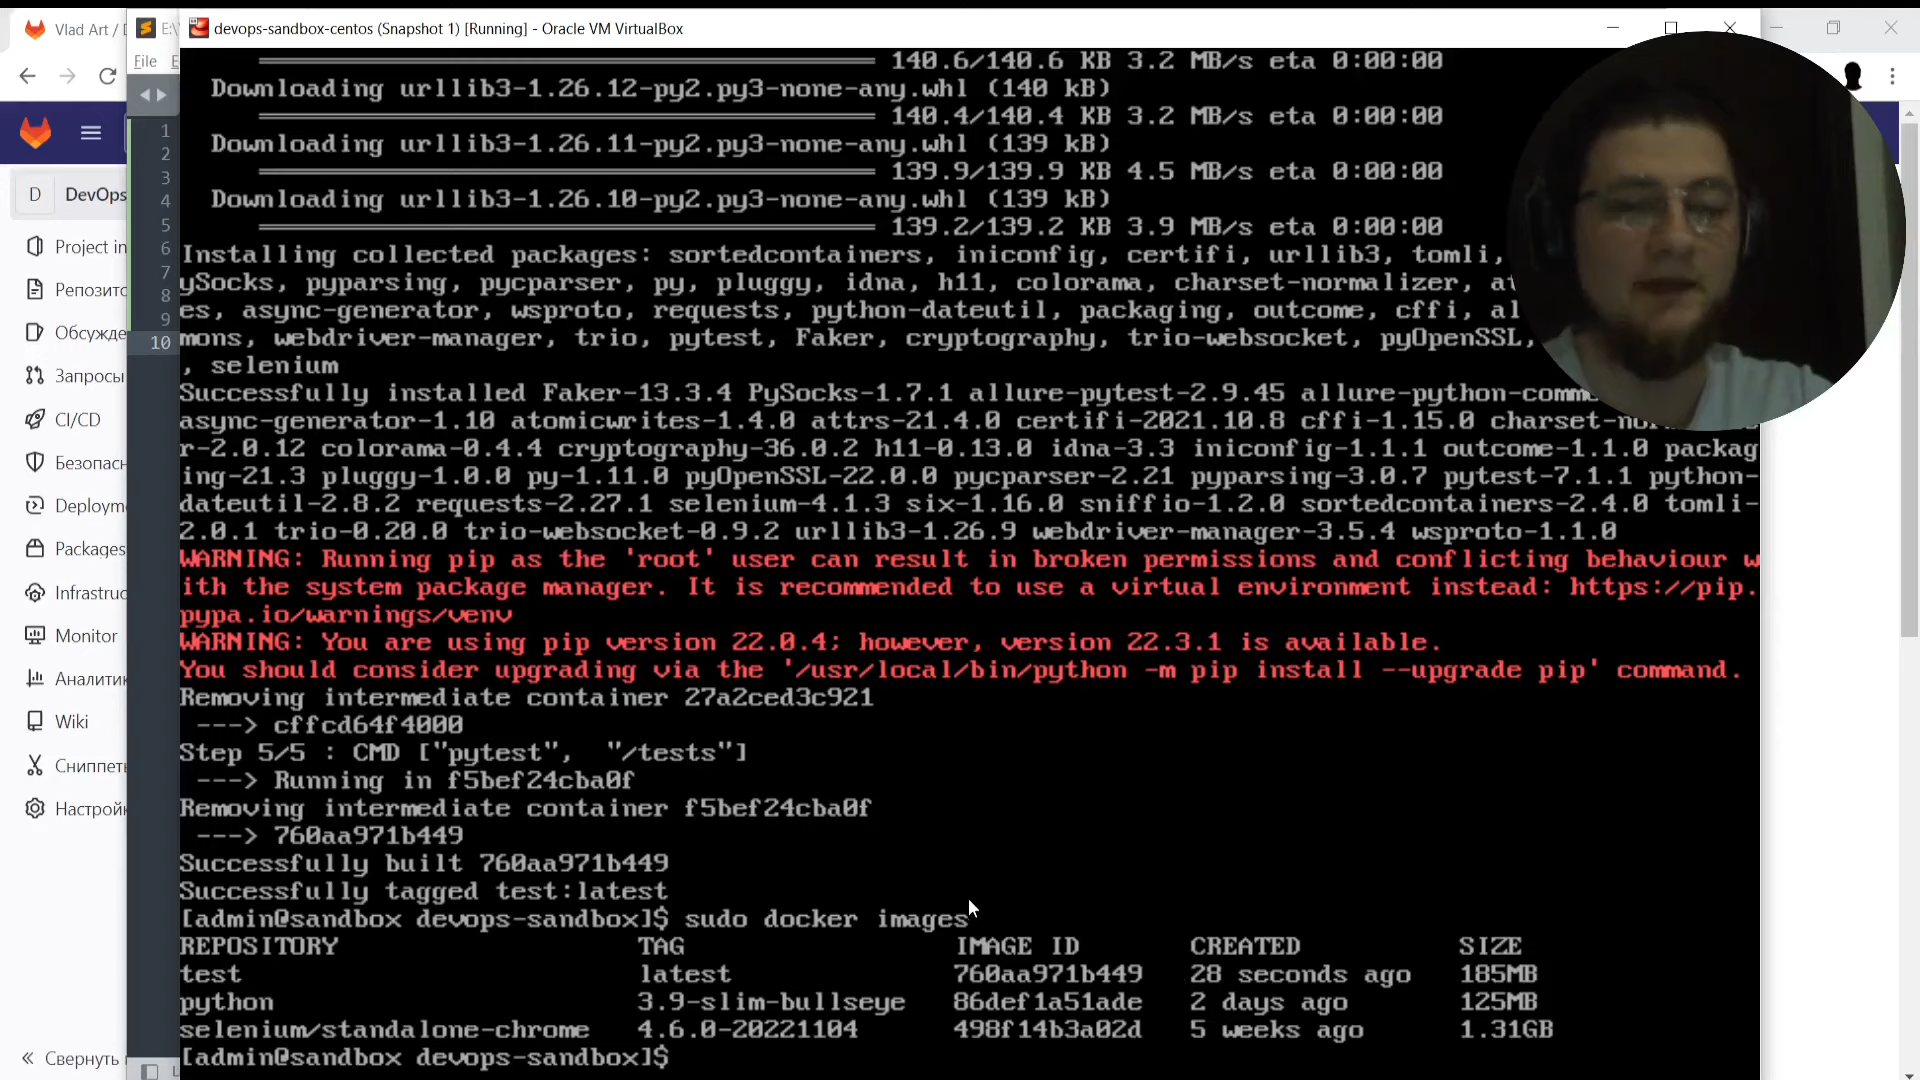 Vlad Art / D
E:\
devops-sandbox-centos (Snapshot 1) [Running] - Oracle VM VirtualBox
File E
D DevOps
Project in
Репозито
Обсужде
Запросы
CI/CD
Безопасн
Deploym
Packages
Infrastruc
Monitor
Аналитик
Wiki
Сниппеть
Настройк
« Свернуть
1
2
3
4
5
6
7
8
9
10
140.6/140.6 KB 3.2 MB/s eta 0:00:00
Downloading urllib3-1.26.12-py2.py3-none-any.whl (140 kB)
140.4/140.4 KB 3.2 MB/s eta 0:00:00
Downloading urllib3-1.26.11-py2.py3-none-any.whl (139 kB)
139.9/139.9 KB 4.5 MB/s eta 0:00:00
Downloading urllib3-1.26.10-py2.py3-none-any.whl (139 kB)
139.2/139.2 KB 3.9 MB/s eta 0:00:00
Installing collected packages: sortedcontainers, iniconfig, certifi, urllib3, tomli,
ySocks, pyparsing, pycparser, py, pluggy, idna, h11, colorama, charset-normalizer, at
es, async-generator, wsproto, requests, python-dateutil, packaging, outcome, cffi, al
mons, webdriver-manager, trio, pytest, Faker, cryptography, trio-websocket, pyOpenSSL,
, selenium
Successfully installed Faker-13.3.4 PySocks-1.7.1 allure-pytest-2.9.45 allure-python-comm
async-generator-1.10 atomicwrites-1.4.0 attrs-21.4.0 certifi-2021.10.8 cffi-1.15.0 charset-no
r-2.0.12 colorama-0.4.4 cryptography-36.0.2 h11-0.13.0 idna-3.3 iniconfig-1.1.1 outcome-1.1.0 packag
ing-21.3 pluggy-1.0.0 py-1.11.0 pyOpenSSL-22.0.0 pycparser-2.21 pyparsing-3.0.7 pytest-7.1.1 python-
dateutil-2.8.2 requests-2.27.1 selenium-4.1.3 six-1.16.0 sniffio-1.2.0 sortedcontainers-2.4.0 tomli-
2.0.1 trio-0.20.0 trio-websocket-0.9.2 urllib3-1.26.9 webdriver-manager-3.5.4 wsproto-1.1.0
WARNING: Running pip as the 'root' user can result in broken permissions and conflicting behaviour w
ith the system package manager. It is recommended to use a virtual environment instead: https://pip.
pypa.io/warnings/venv
WARNING: You are using pip version 22.0.4; however, version 22.3.1 is available.
You should consider upgrading via the '/usr/local/bin/python -m pip install --upgrade pip' command.
Removing intermediate container 27a2ced3c921
---> cffcd64f4000
Step 5/5 : CMD ["pytest", "/tests"]
---> Running in f5bef24cba0f
Removing intermediate container f5bef24cba0f
---> 760aa971b449
Successfully built 760aa971b449
Successfully tagged test:latest
[admin@sandbox devops-sandbox]$ sudo docker images
REPOSITORY TAG IMAGE ID CREATED SIZE
test latest 760aa971b449 28 seconds ago 185MB
python 3.9-slim-bullseye 86def1a51ade 2 days ago 125MB
selenium/standalone-chrome 4.6.0-20221104 498f14b3a02d 5 weeks ago 1.31GB
[admin@sandbox devops-sandbox]$